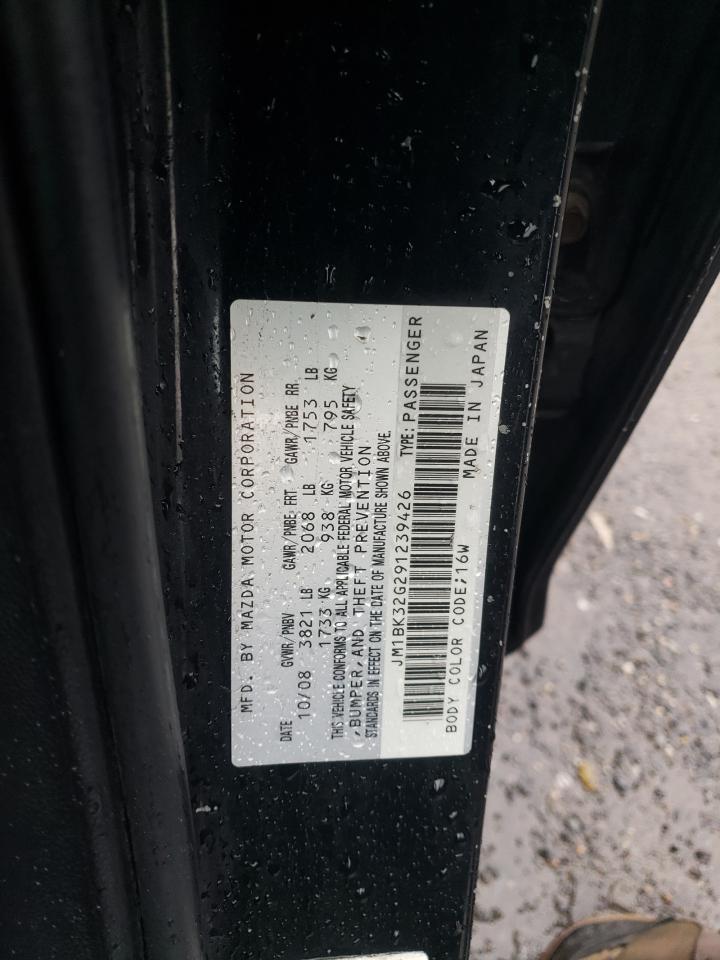 MFD. BY MAZDA MOTOR CORPORATION
DATE GVWR/PNBV GAWR/PNBE FRT GAWR/PNBE RR
10/08 3821 LB 2068 LB 1753 LB
1733 KG 938 KG 795 KG
THIS VEHICLE CONFORMS TO ALL APPLICABLE FEDERAL MOTOR VEHICLE SAFETY
,BUMPER,AND THEFT PREVENTION
STANDARDS IN EFFECT ON THE DATE OF MANUFACTURE SHOWN ABOVE.
JM1BK32G291239426 TYPE: PASSENGER
BODY COLOR CODE;16W MADE IN JAPAN